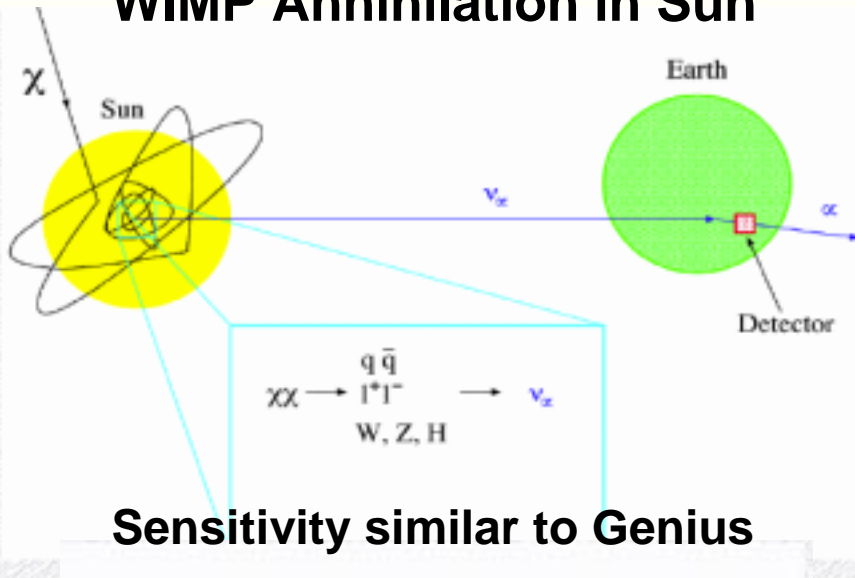 WIMP Annihilation in Sun
χ
Sun
Earth
Detector
q q̄
χχ → l⁺l⁻ →
W, Z, H
Sensitivity similar to Genius